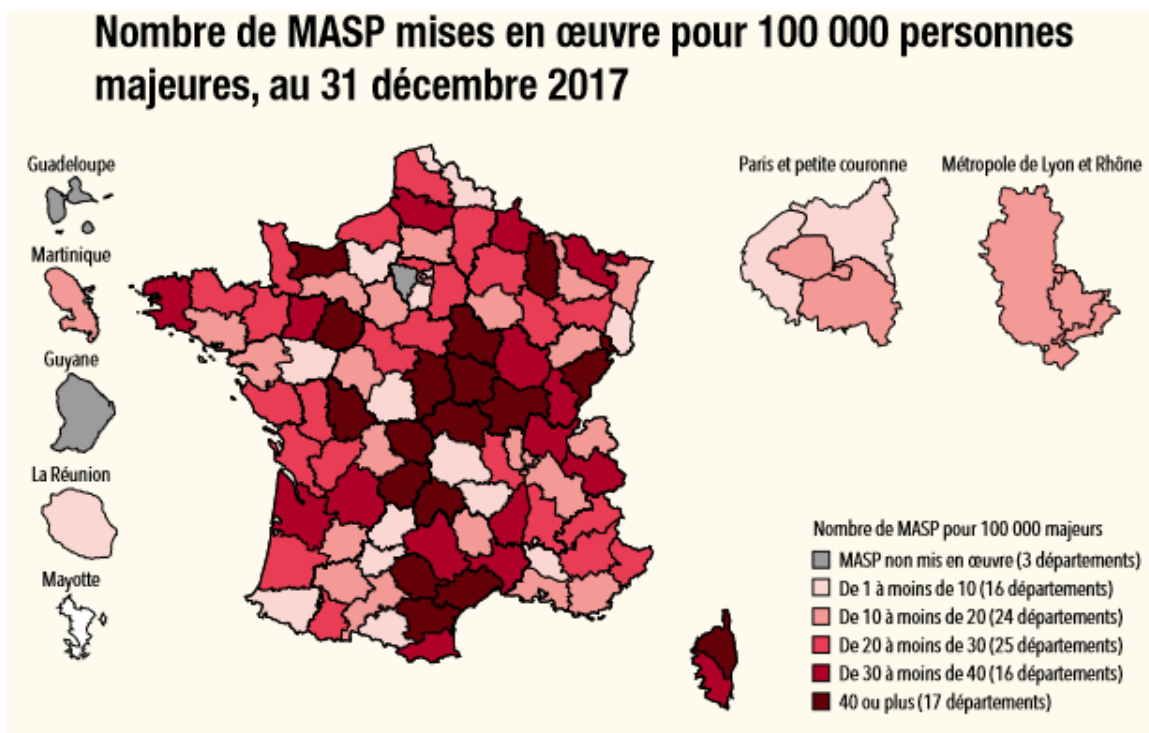 Nombre de MASP mises en œuvre pour 100 000 personnes
majeures, au 31 décembre 2017
Guadeloupe
Martinique
Guyane
La Réunion
Mayotte
Paris et petite couronne
Métropole de Lyon et Rhône
Nombre de MASP pour 100 000 majeurs
MASP non mis en œuvre (3 départements)
De 1 à moins de 10 (16 départements)
De 10 à moins de 20 (24 départements)
De 20 à moins de 30 (25 départements)
De 30 à moins de 40 (16 départements)
40 ou plus (17 départements)